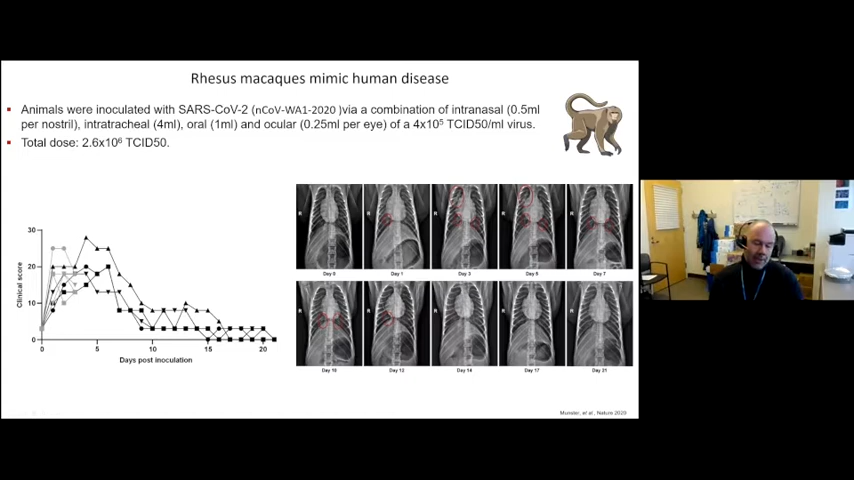 Rhesus macaques mimic human disease
Animals were inoculated with SARS-CoV-2 (nCoV-WA1-2020 )via a combination of intranasal (0.5ml
per nostril), intratracheal (4ml), oral (1ml) and ocular (0.25ml per eye) of a 4x10⁵ TCID50/ml virus.
Total dose: 2.6x10⁶ TCID50.
Clinical score
30
20
10
0
0 5 10 15 20
Days post inoculation
R R R R R
Day 0 Day 1 Day 3 Day 7
R R R R R
Day 10 Day 12 Day 14 Day 17 Day 21
Munster, et al., Nature 2020